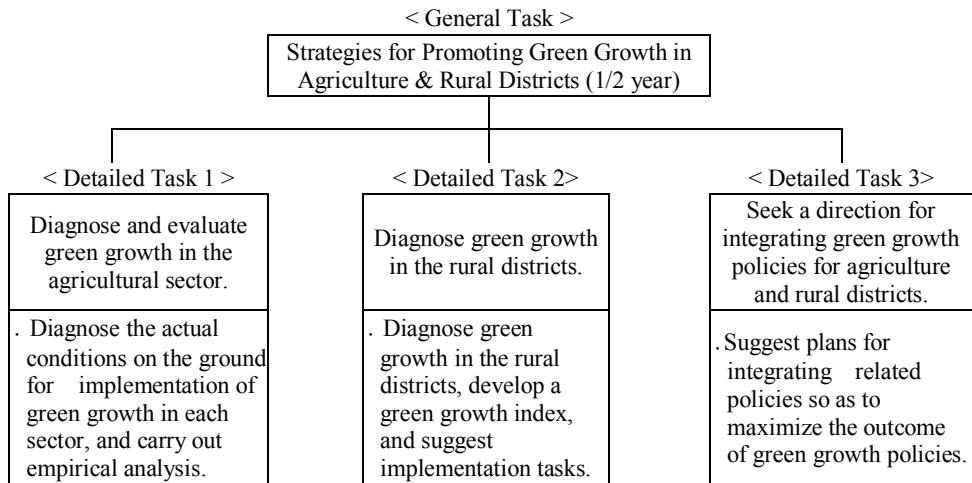 < General Task >
Strategies for Promoting Green Growth in
Agriculture & Rural Districts (1/2 year)
< Detailed Task 1 >
Diagnose and evaluate
green growth in the
agricultural sector.
. Diagnose the actual
conditions on the ground
for implementation of
green growth in each
sector, and carry out
empirical analysis.
< Detailed Task 2>
Diagnose green growth
in the rural districts.
. Diagnose green
growth in the rural
districts, develop a
green growth index,
and suggest
implementation tasks.
< Detailed Task 3>
Seek a direction for
integrating green growth
policies for agriculture
and rural districts.
. Suggest plans for
integrating related
policies so as to
maximize the outcome
of green growth policies.